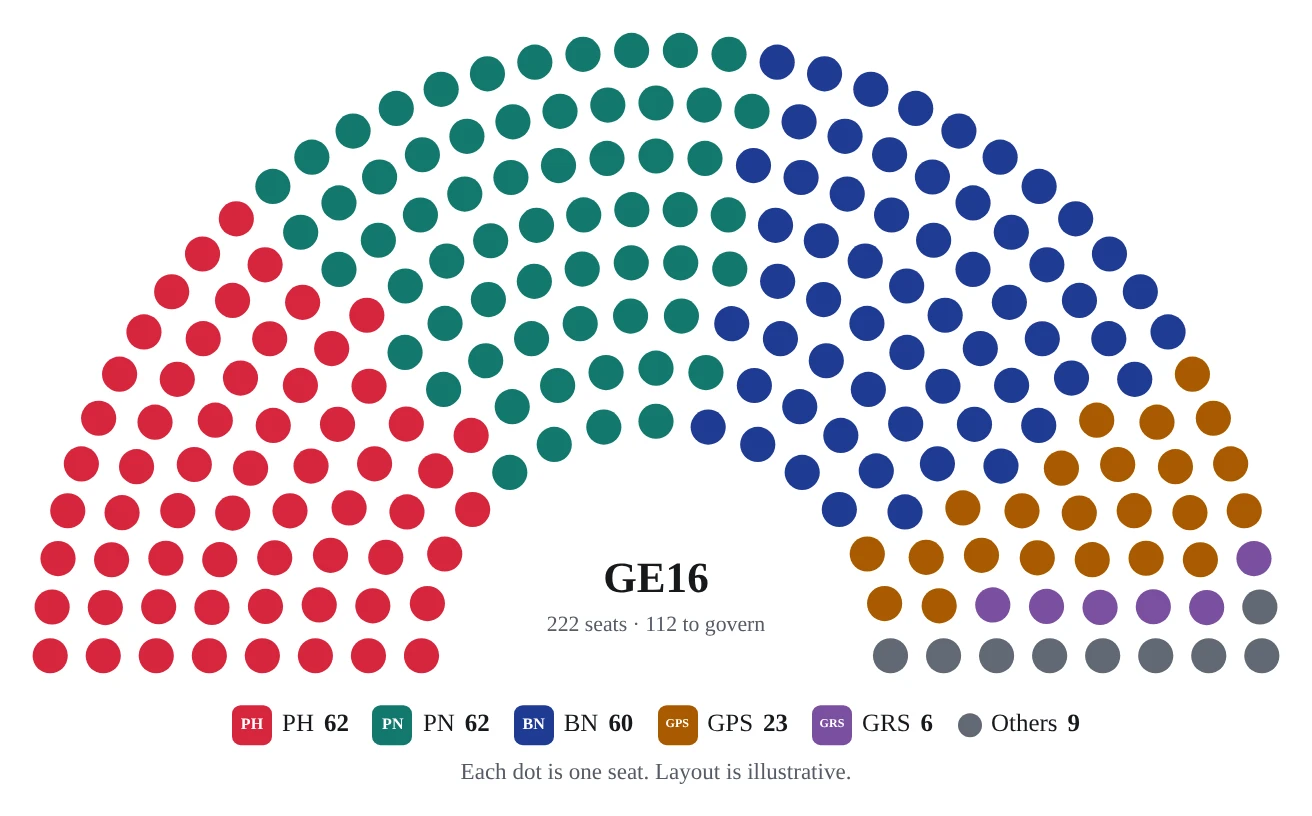 GE16
222 seats · 112 to govern
PH PH 62 PN PN 62 BN BN 60 GPS GPS 23 GRS GRS 6 Others 9
Each dot is one seat. Layout is illustrative.